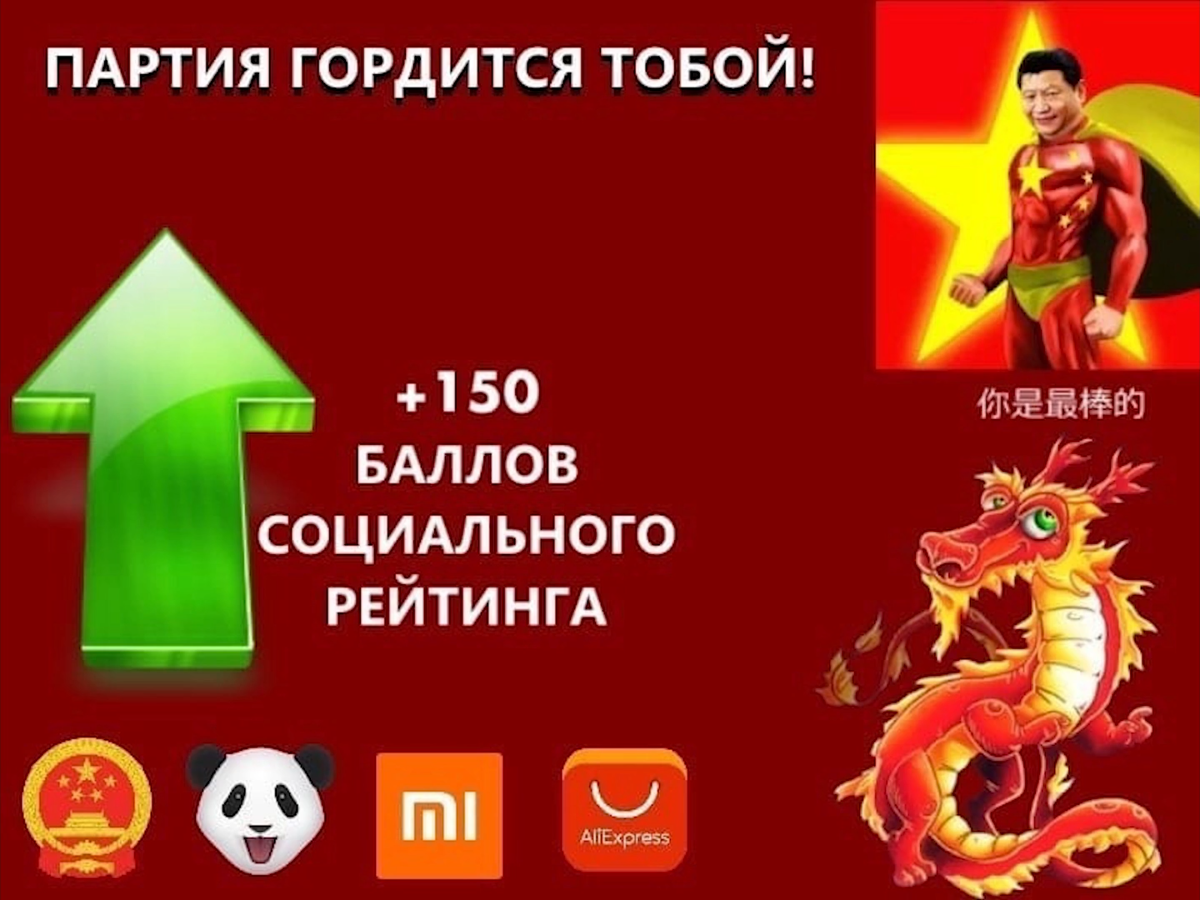 ПАРТИЯ ГОРДИТСЯ ТОБОЙ!
+150
БАЛЛОВ
СОЦИАЛЬНОГО
РЕЙТИНГА
你是最棒的
mi
AliExpress